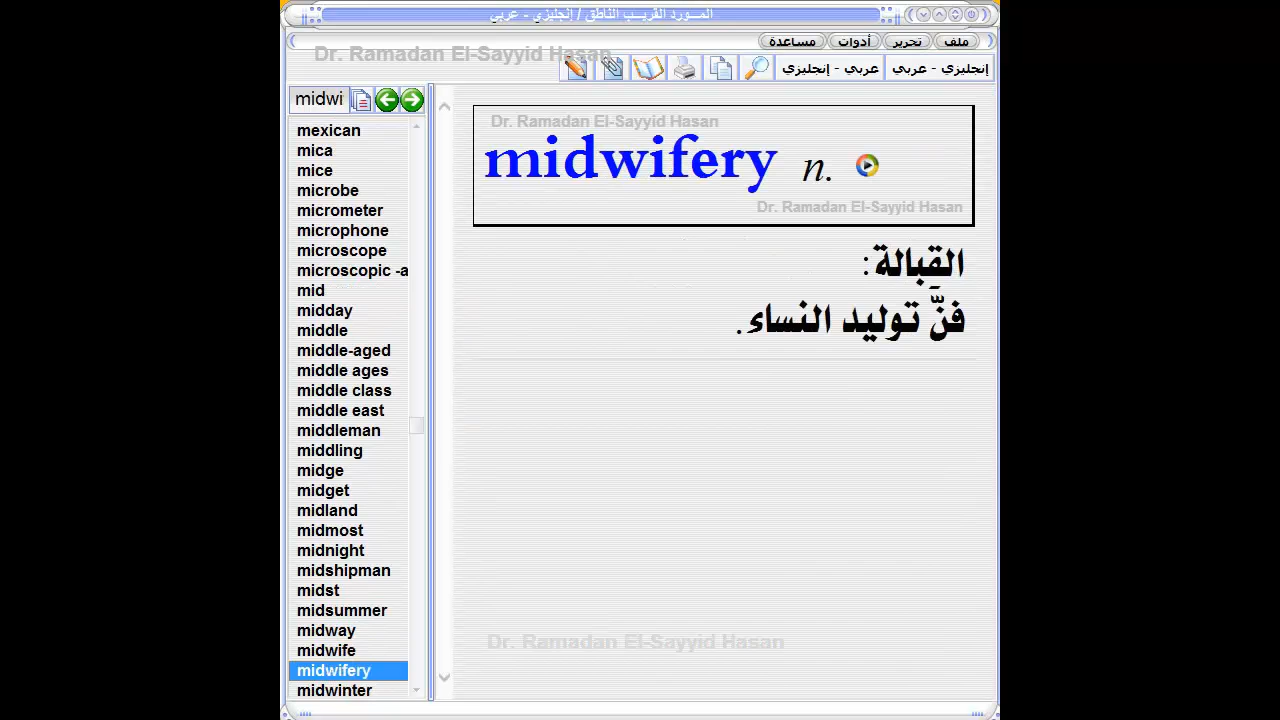 المـــورد القريــب الناطق / إنجليزي - عربي
ملف تحرير أدوات مساعدة
Dr. Ramadan El-Sayyid Hasan
إنجليزي - عربي عربي - إنجليزي
midwi
mexican
mica
mice
microbe
micrometer
microphone
microscope
microscopic -a
mid
midday
middle
middle-aged
middle ages
middle class
middle east
middleman
middling
midge
midget
midland
midmost
midnight
midshipman
midst
midsummer
midway
midwife
midwifery
midwinter
Dr. Ramadan El-Sayyid Hasan
midwifery n.
Dr. Ramadan El-Sayyid Hasan
القِبالة:
فنّ توليد النساء.
Dr. Ramadan El-Sayyid Hasan